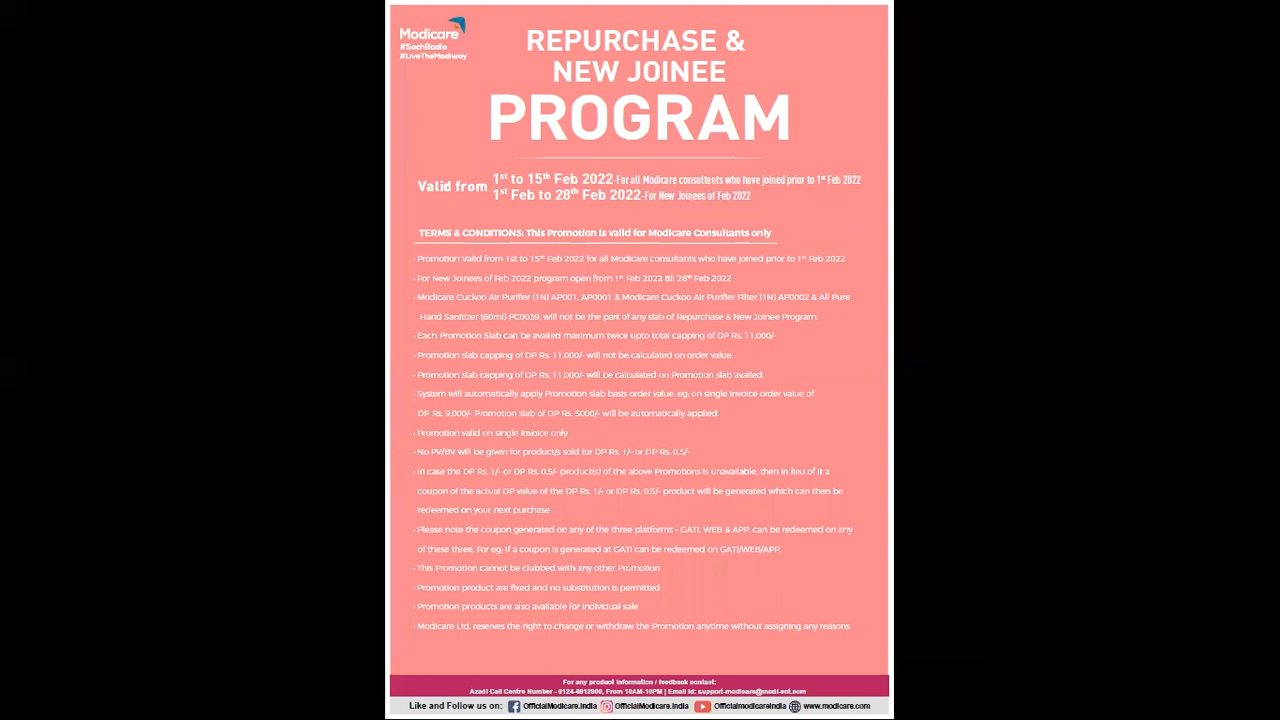 Modicare
#SochBadlo
#LiveTheModiway
REPURCHASE &
NEW JOINEE
PROGRAM
Valid from
1st to 15th Feb 2022-For all Modicare consultants who have joined prior to 1st Feb 2022
1st Feb to 28th Feb 2022-For New Joinees of Feb 2022
TERMS & CONDITIONS: This Promotion is valid for Modicare Consultants only
• Promotion Valid from 1st to 15th Feb 2022 for all Modicare consultants who have joined prior to 1st Feb 2022
• For New Joinees of Feb 2022 program open from 1st Feb 2022 till 28th Feb 2022
• Modicare Cuckoo Air Purifier (1N) AP001, AP0001 & Modicare Cuckoo Air Purifier Filter (1N) AP0002 & All Pure
Hand Sanitizer (60ml) PC0039, will not be the part of any slab of Repurchase & New Joinee Program.
• Each Promotion Slab can be availed maximum twice upto total capping of DP Rs. 11,000/-
• Promotion slab capping of DP Rs. 11,000/- will not be calculated on order value.
• Promotion slab capping of DP Rs. 11,000/- will be calculated on Promotion slab availed.
• System will automatically apply Promotion slab basis order value, eg: on single invoice order value of
DP Rs. 9,000/- Promotion slab of DP Rs. 5000/- will be automatically applied.
• Promotion valid on single invoice only
• No PV/BV will be given for product/s sold for DP Rs. 1/- or DP Rs. 0.5/-
• In case the DP Rs. 1/- or DP Rs. 0.5/- product(s) of the above Promotions is unavailable, then in lieu of it a
coupon of the actual DP value of the DP Rs. 1/- or DP Rs. 0.5/- product will be generated which can then be
redeemed on your next purchase
• Please note the coupon generated on any of the three platforms - GATI, WEB & APP, can be redeemed on any
of these three. For eg; if a coupon is generated at GATI can be redeemed on GATI/WEB/APP.
• This Promotion cannot be clubbed with any other Promotion
• Promotion product are fixed and no substitution is permitted
• Promotion products are also available for individual sale
• Modicare Ltd. reserves the right to change or withdraw the Promotion anytime without assigning any reasons
For any product information / feedback contact:
Azadi Call Centre Number - 0124-6912900, From 10AM-10PM | Email id: support-modicare@modi-ent.com
Like and Follow us on: OfficialModicare.India OfficialModicare.india OfficialmodicareIndia www.modicare.com